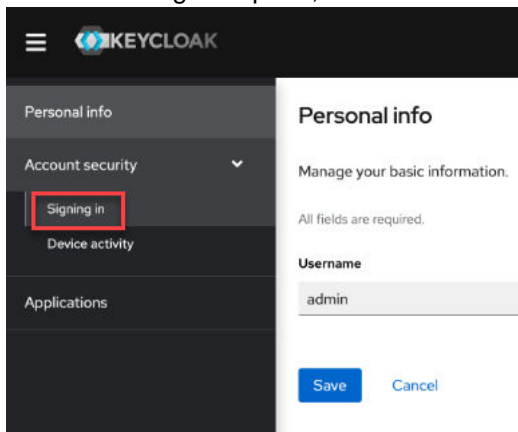 KEYCLOAK
Personal info
Account security
Signing in
Device activity
Applications
Personal info
Manage your basic information.
All fields are required.
Username
admin
Save Cancel